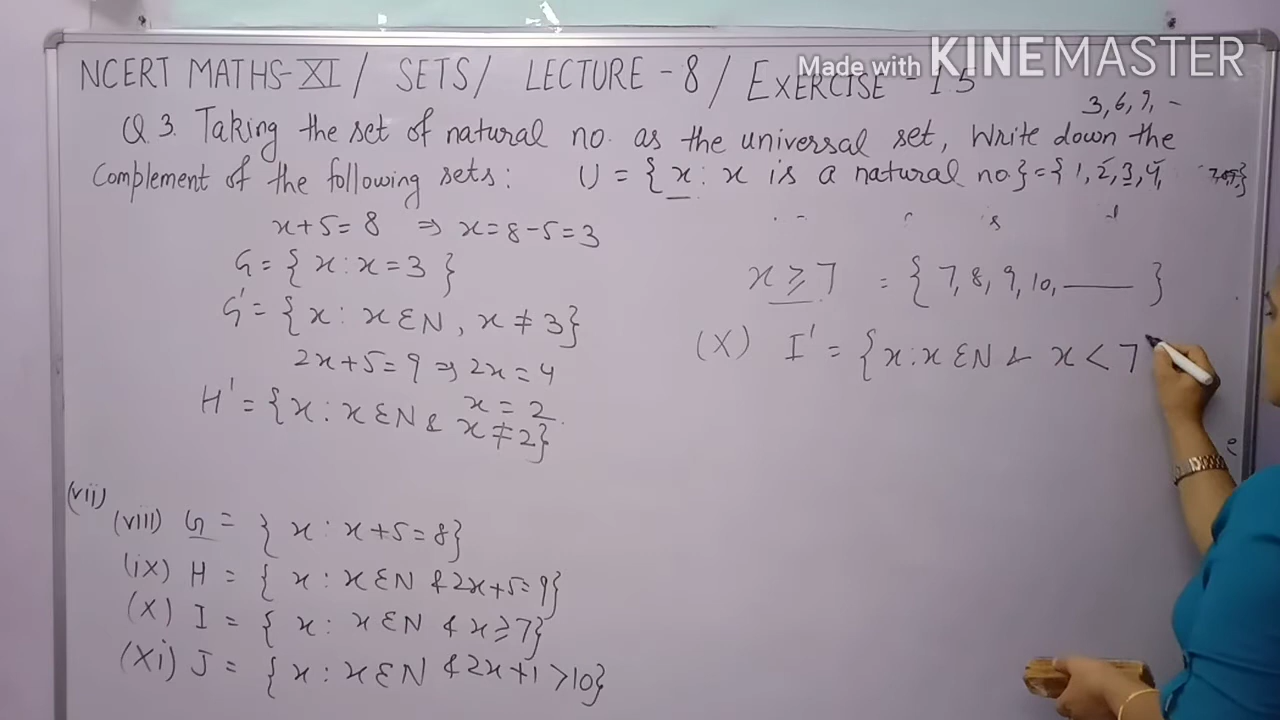 Made with KINEMASTER
NCERT MATHS-XI / SETS / LECTURE - 8 / EXERCISE - 1.5
3, 6, 9, -
Q 3. Taking the set of natural no. as the universal set, Write down the
Complement of the following sets: U = {x : x is a natural no.} = {1, 2, 3, 4,
x+5 = 8 ⇒ x = 8-5 = 3
G = { x : x = 3 }
G' = {x : x ∈ N, x ≠ 3}
2x+5 = 9 ⇒ 2x = 4
x = 2
H' = {x : x ∈ N & x ≠ 2}
x ≥ 7 = { 7, 8, 9, 10, ___ }
(X) I' = {x : x ∈ N & x < 7
(vii)
(viii) G = { x : x+5 = 8}
(ix) H = { x : x ∈ N & 2x+5 = 9}
(X) I = { x : x ∈ N & x ≥ 7}
(Xi) J = { x : x ∈ N & 2x+1 > 10}